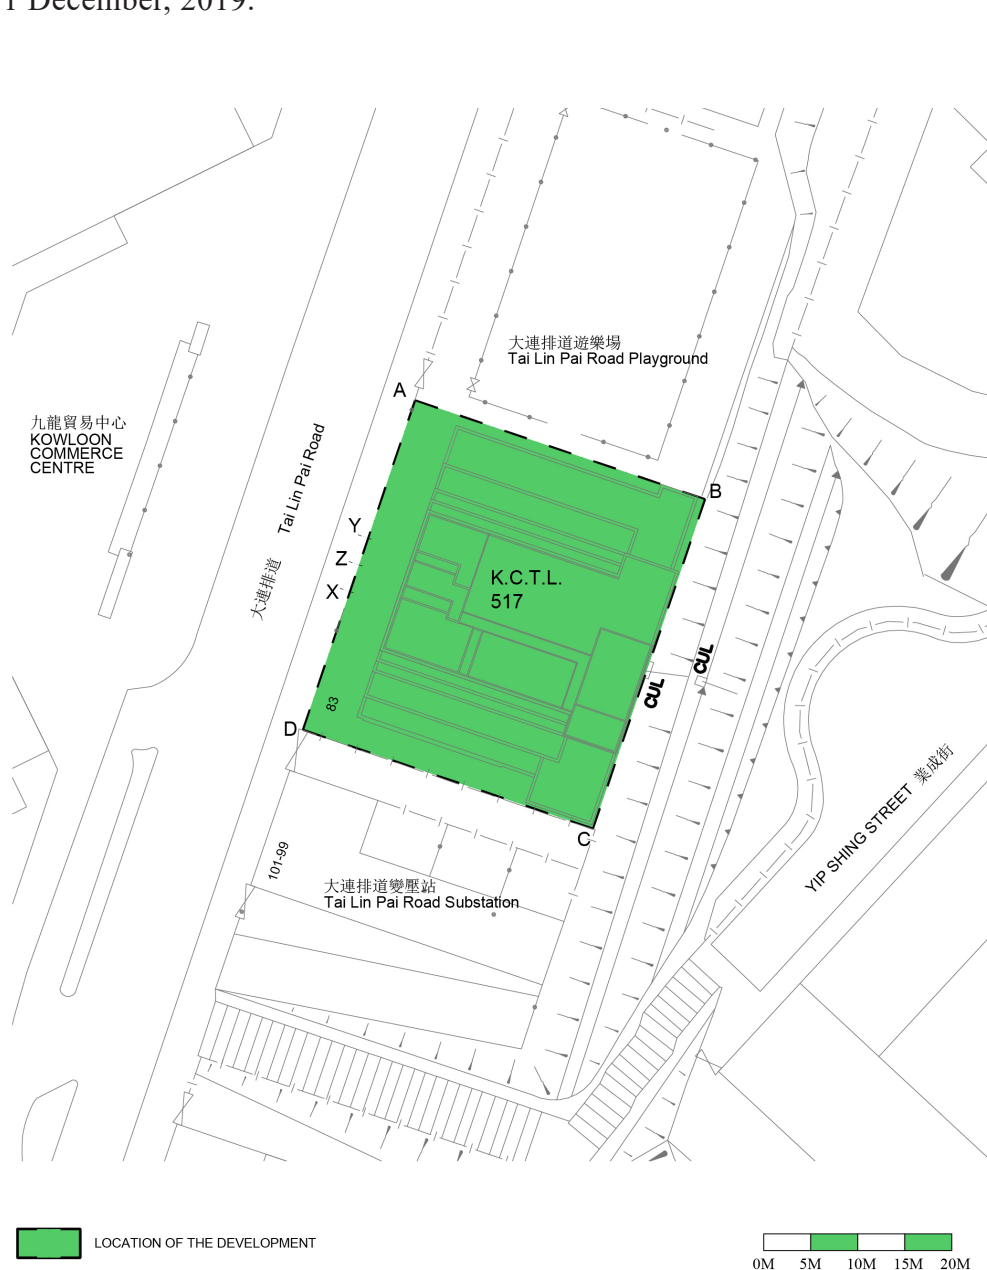 December, 2019.
大連排道遊樂場
Tai Lin Pai Road Playground
A
九龍貿易中心
KOWLOON
COMMERCE
CENTRE
大連排道 Tai Lin Pai Road
B
Y
Z
X
K.C.T.L.
517
CUL
CUL
83
D
C
YIP SHING STREET 業成街
101-99
大連排道變壓站
Tai Lin Pai Road Substation
LOCATION OF THE DEVELOPMENT
0M 5M 10M 15M 20M